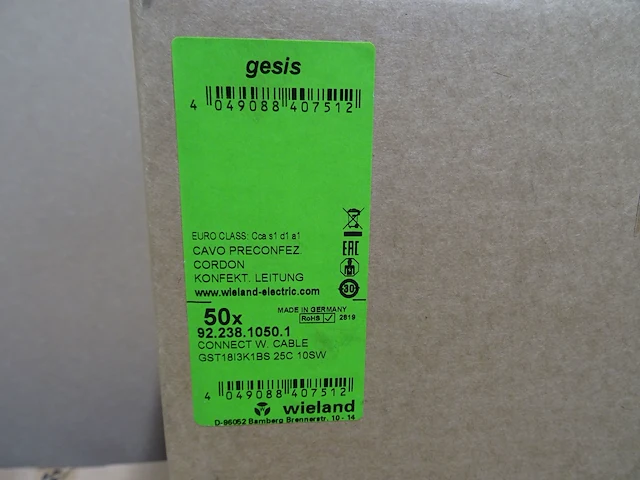 gesis
4 049088 407512
EURO CLASS: Cca s1 d1 a1
CAVO PRECONFEZ.
CORDON
KONFEKT. LEITUNG
www.wieland-electric.com
EAC
30
50x
MADE IN GERMANY
RoHS ✓ 2819
92.238.1050.1
CONNECT W. CABLE
GST18I3K1BS 25C 10SW
4 049088 407512
wieland
D-96052 Bamberg Brennerstr. 10 - 14